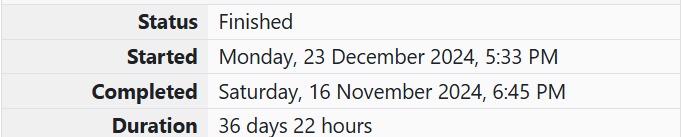 Status Finished
Started Monday, 23 December 2024, 5:33 PM
Completed Saturday, 16 November 2024, 6:45 PM
Duration 36 days 22 hours